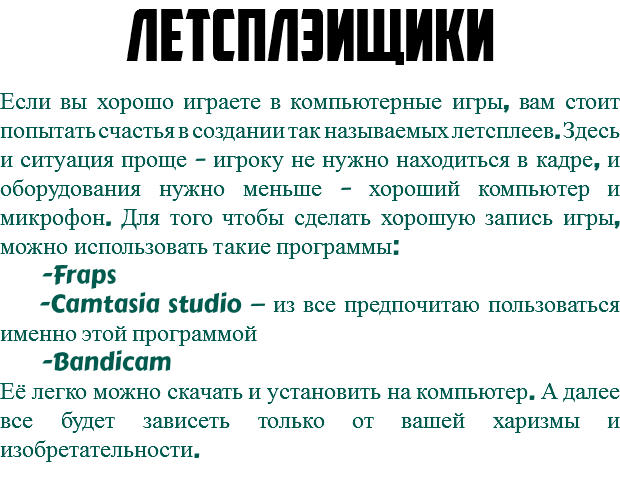 ЛЕТСПЛЭИЩИКИ
Если вы хорошо играете в компьютерные игры, вам стоит
попытать счастья в создании так называемых летсплеев. Здесь
и ситуация проще - игроку не нужно находиться в кадре, и
оборудования нужно меньше - хороший компьютер и
микрофон. Для того чтобы сделать хорошую запись игры,
можно использовать такие программы:
-Fraps
-Camtasia studio – из все предпочитаю пользоваться
именно этой программой
-Bandicam
Её легко можно скачать и установить на компьютер. А далее
все будет зависеть только от вашей харизмы и
изобретательности.